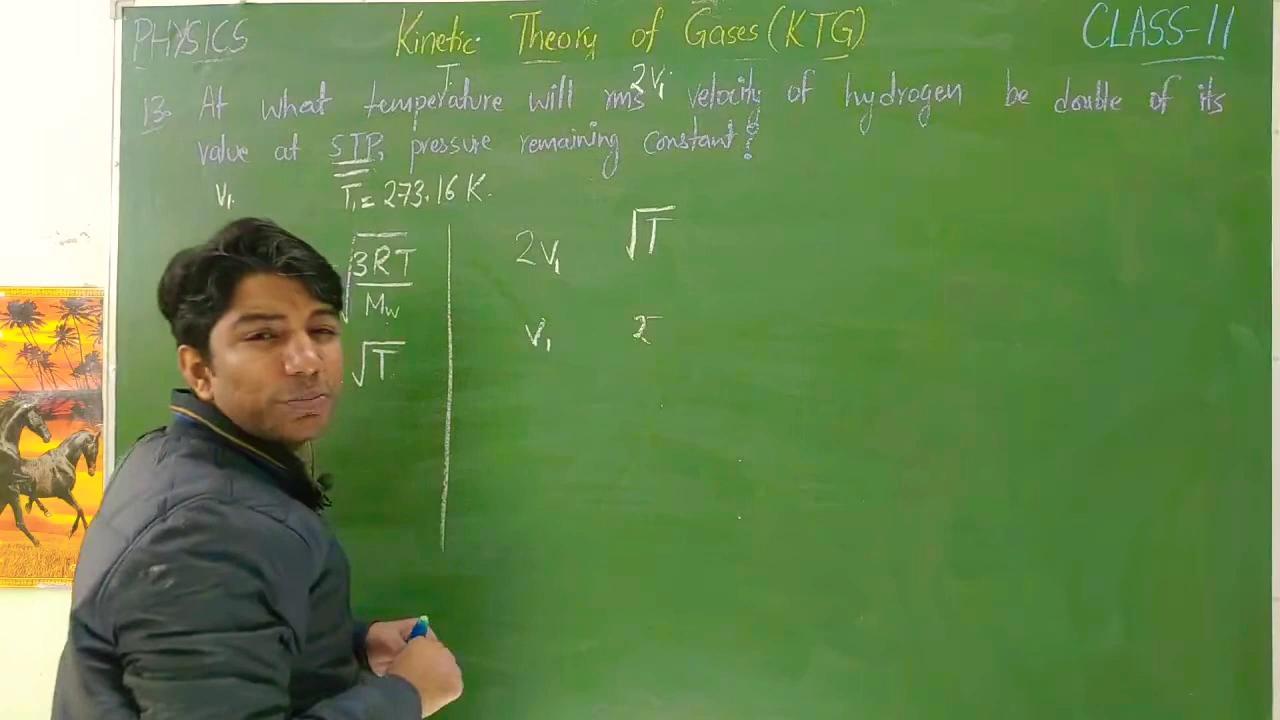 PHYSICS Kinetic Theory of Gases (KTG) CLASS-11
T 2V₁
13. At what temperature will rms velocity of hydrogen be double of its
value at STP, pressure remaining constant?
V₁ T₁ = 273.16 K.
√3RT/Mw
√T
2V₁ √T
V₁